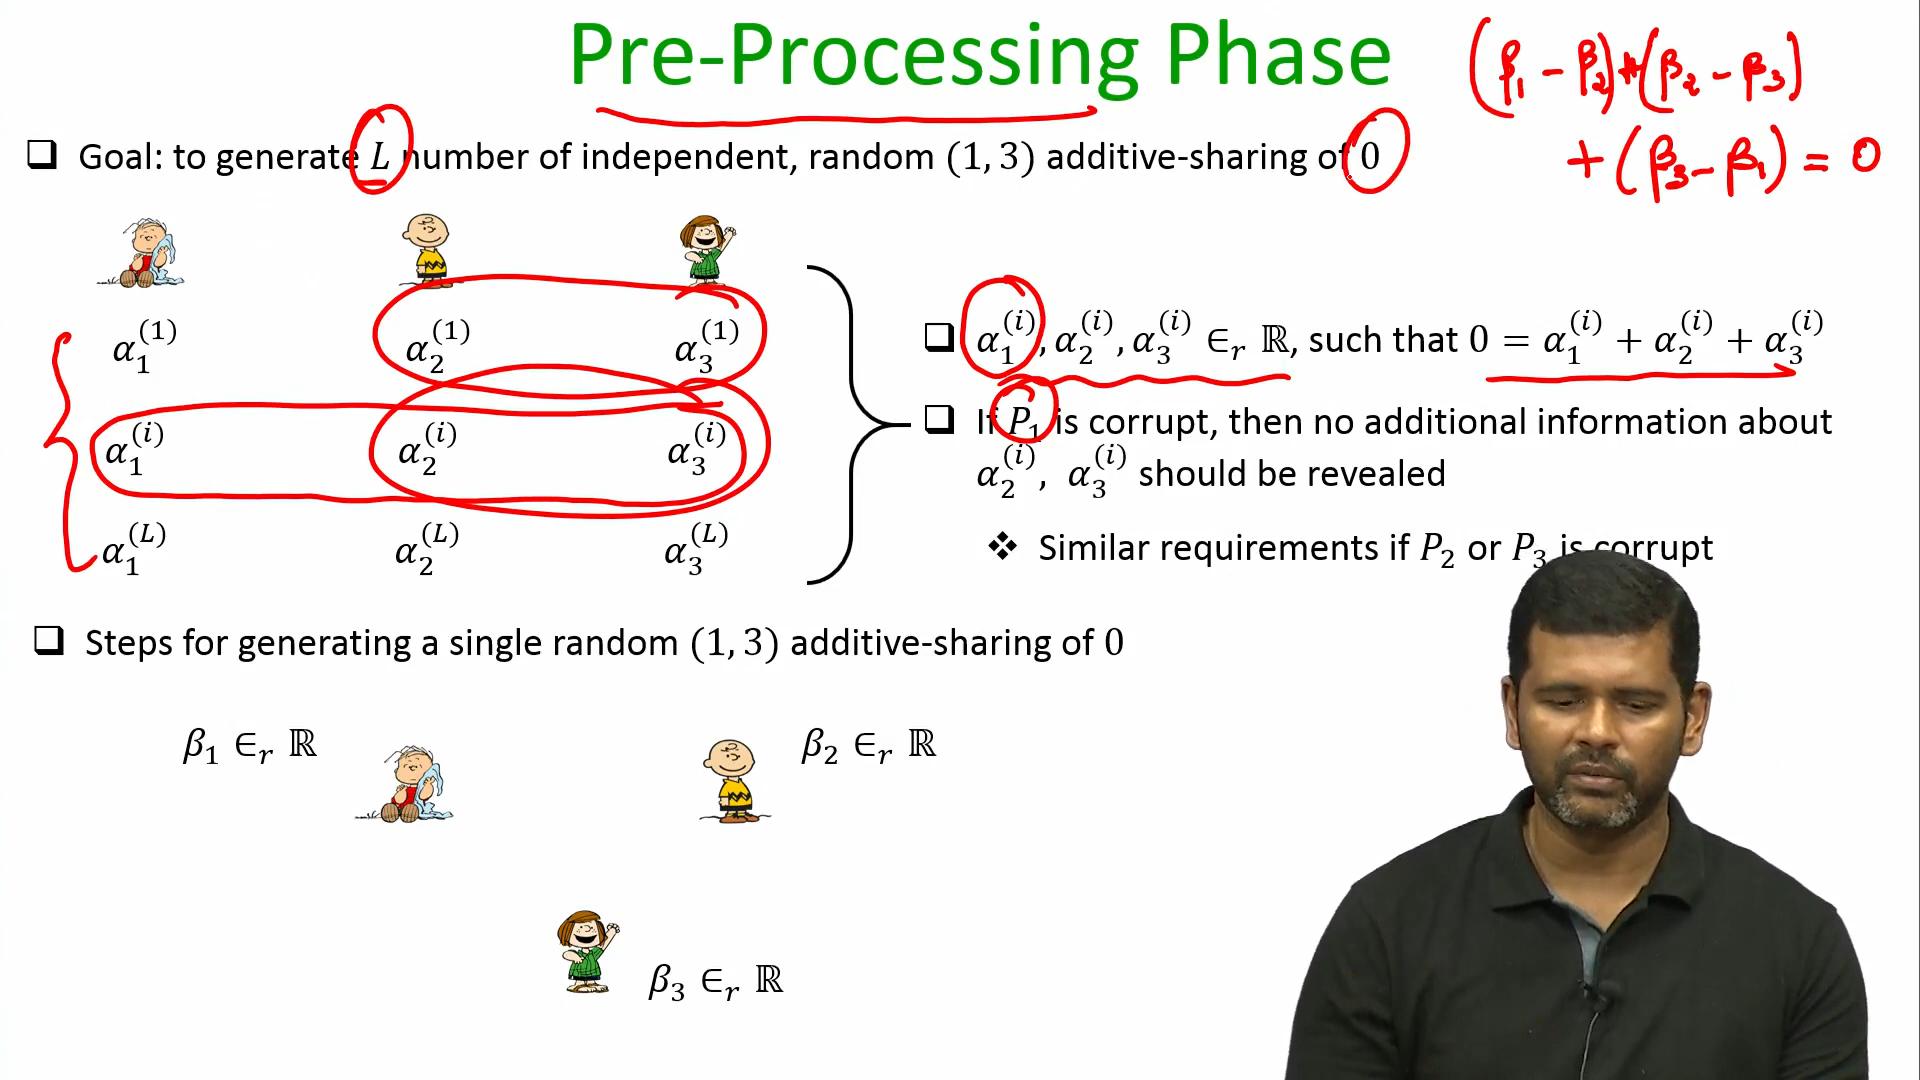 Pre-Processing Phase
(β₁ − β₂) + (β₂ − β₃)
+ (β₃ − β₁) = 0
❑ Goal: to generate L number of independent, random (1, 3) additive-sharing of 0
α₁⁽¹⁾ α₂⁽¹⁾ α₃⁽¹⁾
α₁⁽ⁱ⁾ α₂⁽ⁱ⁾ α₃⁽ⁱ⁾
α₁⁽ᴸ⁾ α₂⁽ᴸ⁾ α₃⁽ᴸ⁾
❑ α₁⁽ⁱ⁾, α₂⁽ⁱ⁾, α₃⁽ⁱ⁾ ∈ᵣ ℝ, such that 0 = α₁⁽ⁱ⁾ + α₂⁽ⁱ⁾ + α₃⁽ⁱ⁾
❑ If P₁ is corrupt, then no additional information about
α₂⁽ⁱ⁾, α₃⁽ⁱ⁾ should be revealed
❖ Similar requirements if P₂ or P₃ is corrupt
❑ Steps for generating a single random (1, 3) additive-sharing of 0
β₁ ∈ᵣ ℝ
β₂ ∈ᵣ ℝ
β₃ ∈ᵣ ℝ